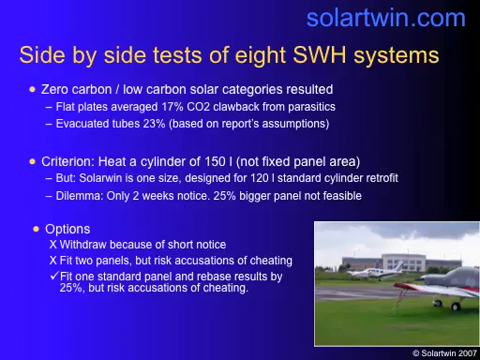 solartwin.com
Side by side tests of eight SWH systems
Zero carbon / low carbon solar categories resulted
– Flat plates averaged 17% CO2 clawback from parasitics
– Evacuated tubes 23% (based on report's assumptions)
Criterion: Heat a cylinder of 150 l (not fixed panel area)
– But: Solarwin is one size, designed for 120 l standard cylinder retrofit
– Dilemma: Only 2 weeks notice. 25% bigger panel not feasible
Options
X Withdraw because of short notice
X Fit two panels, but risk accusations of cheating
✓ Fit one standard panel and rebase results by
25%, but risk accusations of cheating.
© Solartwin 2007